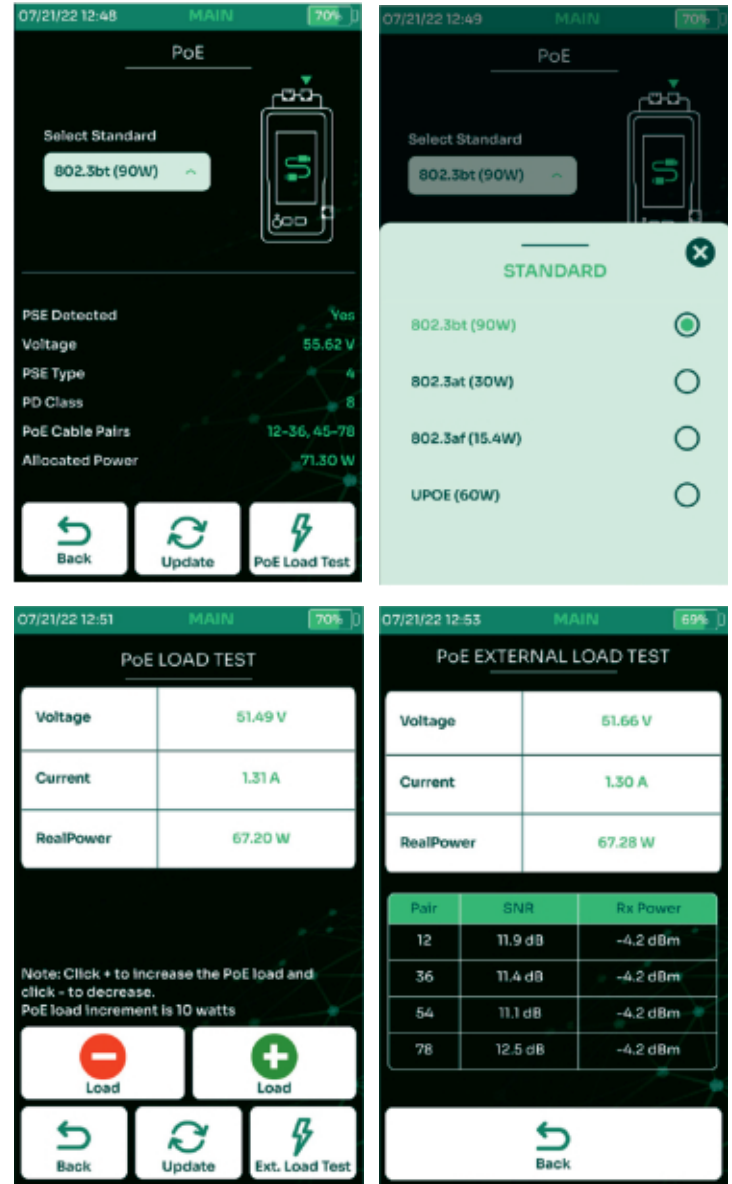 07/21/22 12:48 MAIN 70%
PoE
Select Standard
802.3bt (90W)
PSE Detected Yes
Voltage 55.62 V
PSE Type 4
PD Class 8
PoE Cable Pairs 12-36, 45-78
Allocated Power 71.30 W
Back Update PoE Load Test
07/21/22 12:49 MAIN 70%
PoE
Select Standard
802.3bt (90W)
STANDARD
802.3bt (90W)
802.3at (30W)
802.3af (15.4W)
UPOE (60W)
07/21/22 12:51 MAIN 70%
PoE LOAD TEST
Voltage 51.49 V
Current 1.31 A
RealPower 67.20 W
Note: Click + to increase the PoE load and
click - to decrease.
PoE load increment is 10 watts
Load Load
Back Update Ext. Load Test
07/21/22 12:53 MAIN 69%
PoE EXTERNAL LOAD TEST
Voltage 51.66 V
Current 1.30 A
RealPower 67.28 W
Pair SNR Rx Power
12 11.9 dB -4.2 dBm
36 11.4 dB -4.2 dBm
54 11.1 dB -4.2 dBm
78 12.5 dB -4.2 dBm
Back